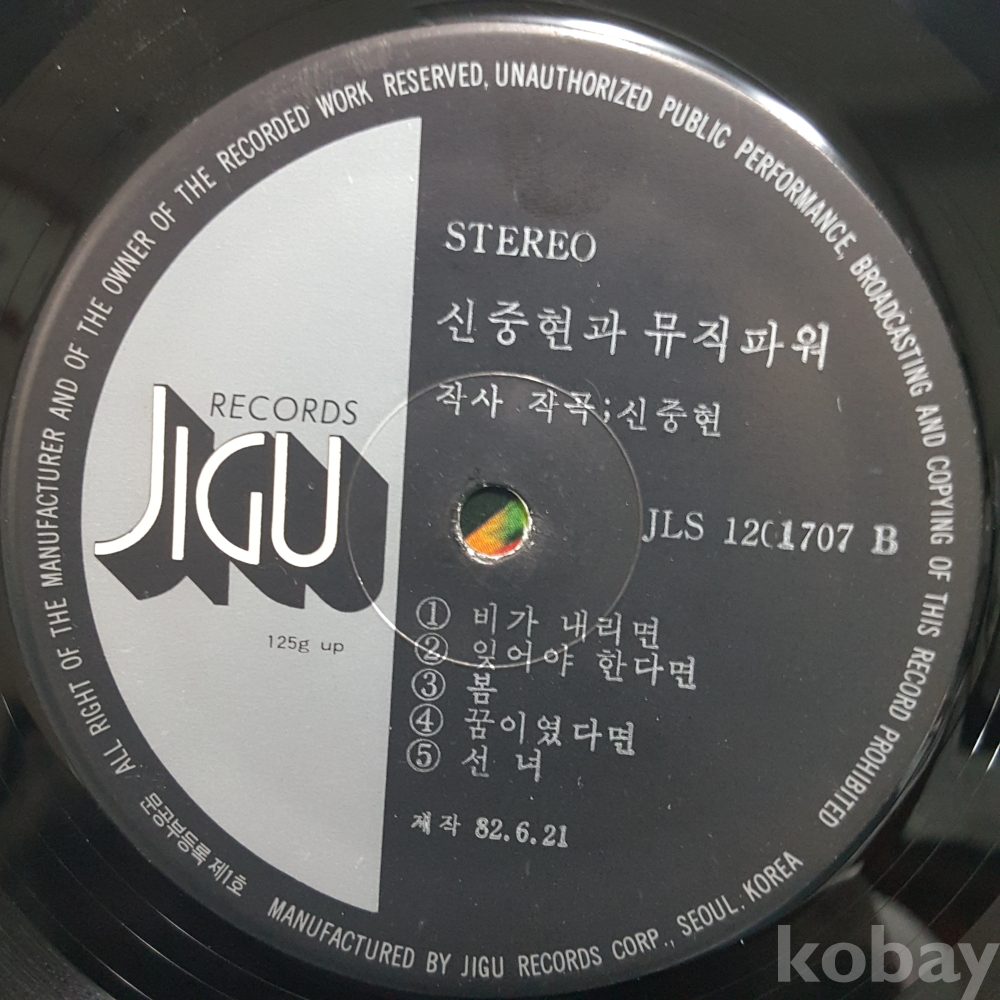 ALL RIGHT OF THE MANUFACTURER AND OF THE OWNER OF THE RECORDED WORK RESERVED, UNAUTHORIZED PUBLIC PERFORMANCE, BROADCASTING AND COPYING OF THIS RECORD PROHIBITED
STEREO
신중현과 뮤직파워
작사 작곡;신중현
RECORDS
JIGU
JLS 1201707 B
125g up
① 비가 내리면
② 잊어야 한다면
③ 봄
④ 꿈이였다면
⑤ 선녀
제작 82.6.21
문공부등록 제1호
MANUFACTURED BY JIGU RECORDS CORP., SEOUL, KOREA
kobay